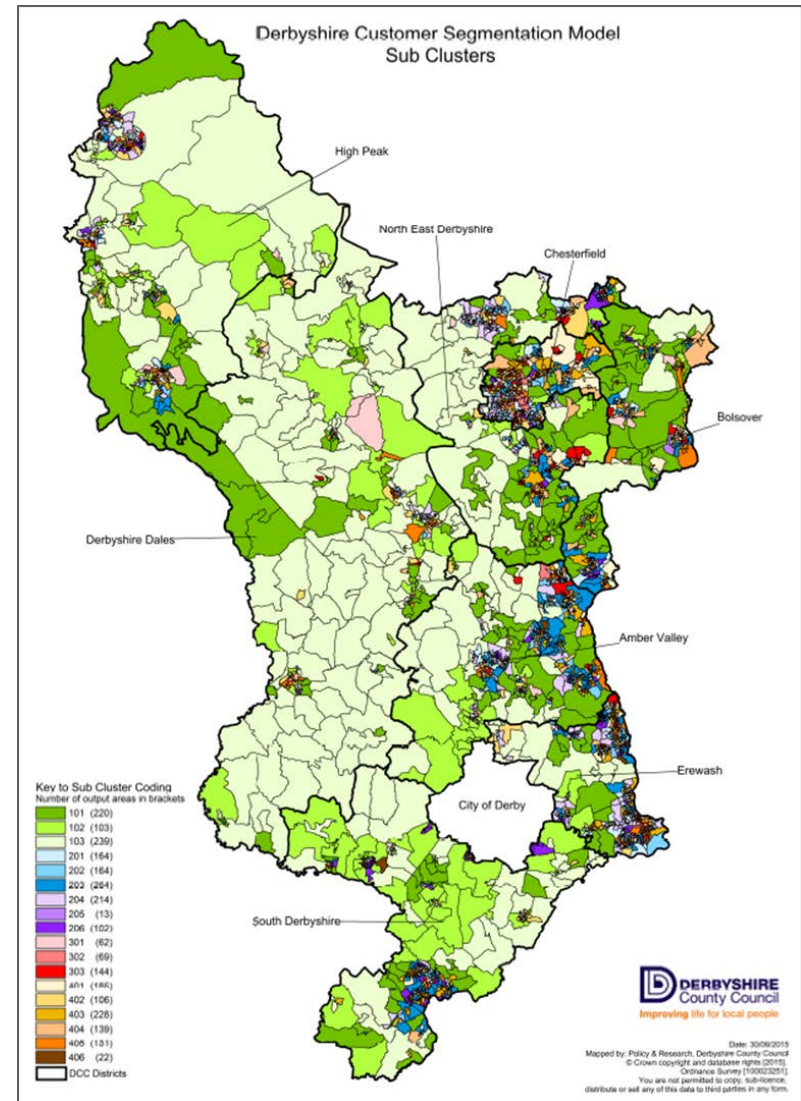 Derbyshire Customer Segmentation Model
Sub Clusters
High Peak
North East Derbyshire
Chesterfield
Bolsover
Derbyshire Dales
Amber Valley
Erewash
City of Derby
South Derbyshire
Key to Sub Cluster Coding
Number of output areas in brackets
101 (220)
102 (103)
103 (239)
201 (164)
202 (164)
203 (264)
204 (214)
205 (13)
206 (102)
301 (62)
302 (69)
303 (144)
401 (186)
402 (106)
403 (228)
404 (139)
405 (131)
406 (22)
DCC Districts
DERBYSHIRE
County Council
Improving life for local people
Date: 30/09/2015
Mapped by: Policy & Research, Derbyshire County Council
© Crown copyright and database rights [2015].
Ordnance Survey [100023251].
You are not permitted to copy, sub-licence,
distribute or sell any of this data to third parties in any form.